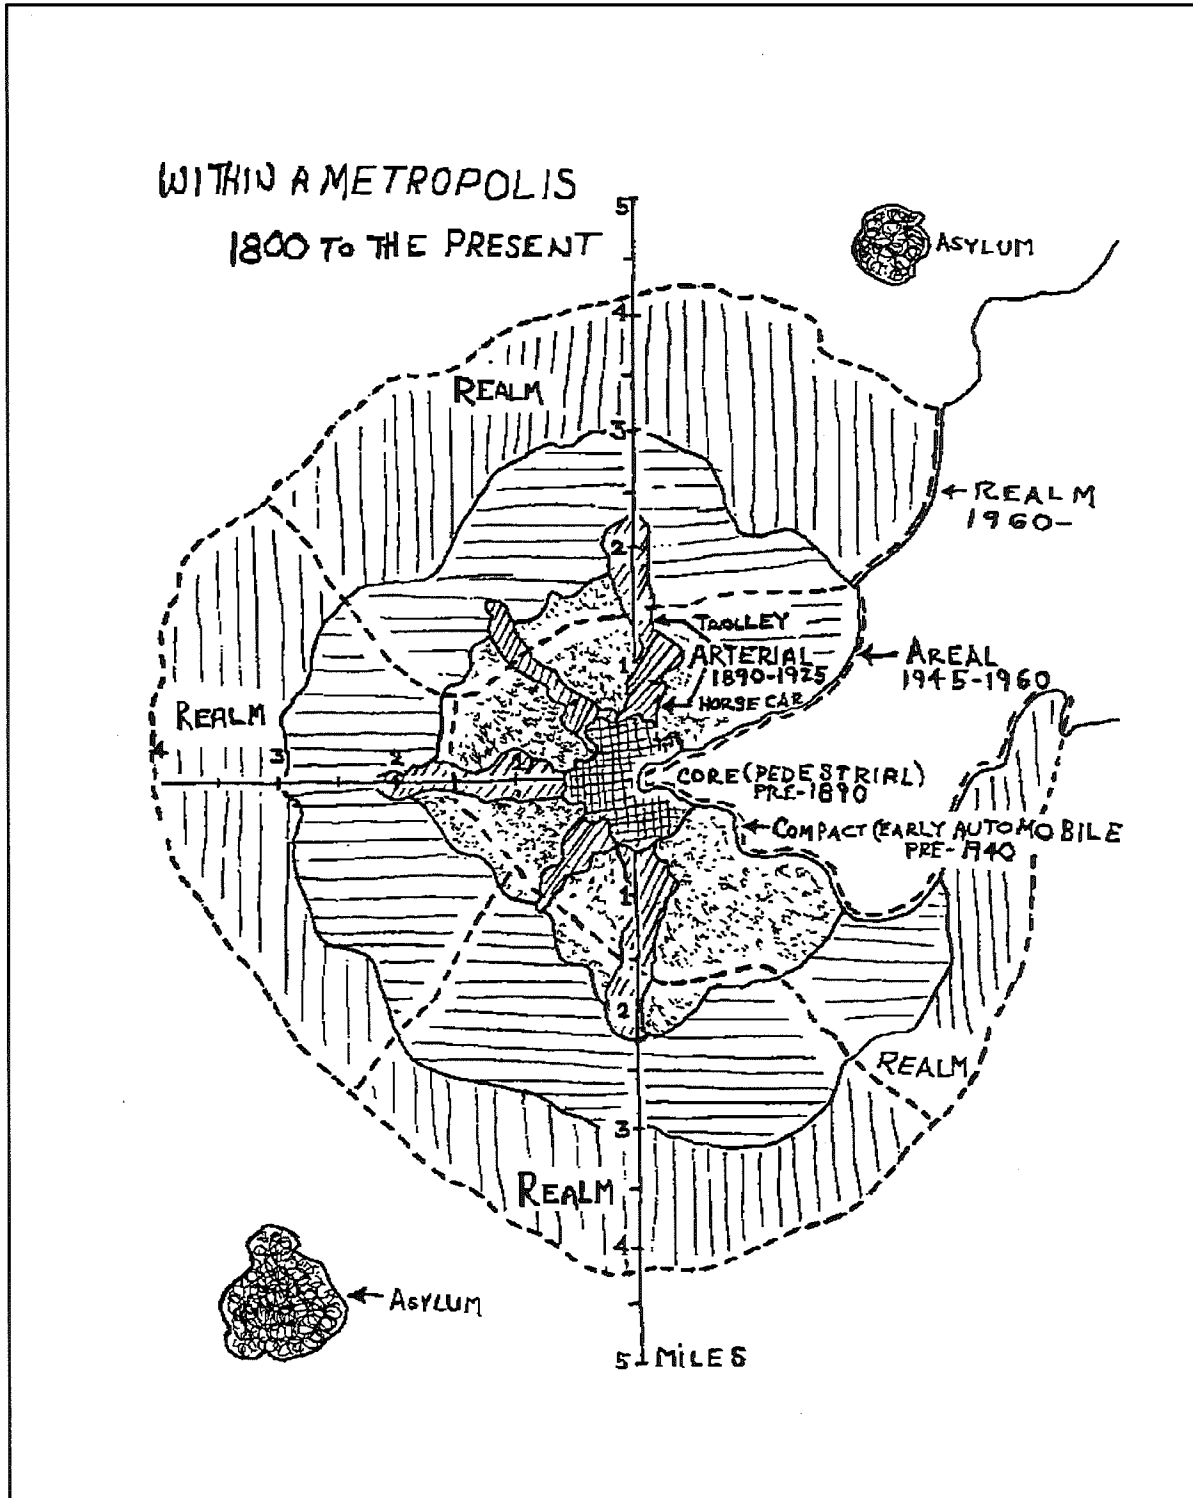 WITHIN A METROPOLIS
1800 TO THE PRESENT
5
ASYLUM
4
REALM
3
REALM
1960-
2
TROLLEY
1
ARTERIAL
1890-1925
AREAL
1945-1960
HORSE CAR
REALM
4
3
2
1
CORE (PEDESTRIAL)
PRE-1890
COMPACT (EARLY AUTOMOBILE
PRE-1940
1
2
REALM
3
REALM
4
ASYLUM
5 MILES